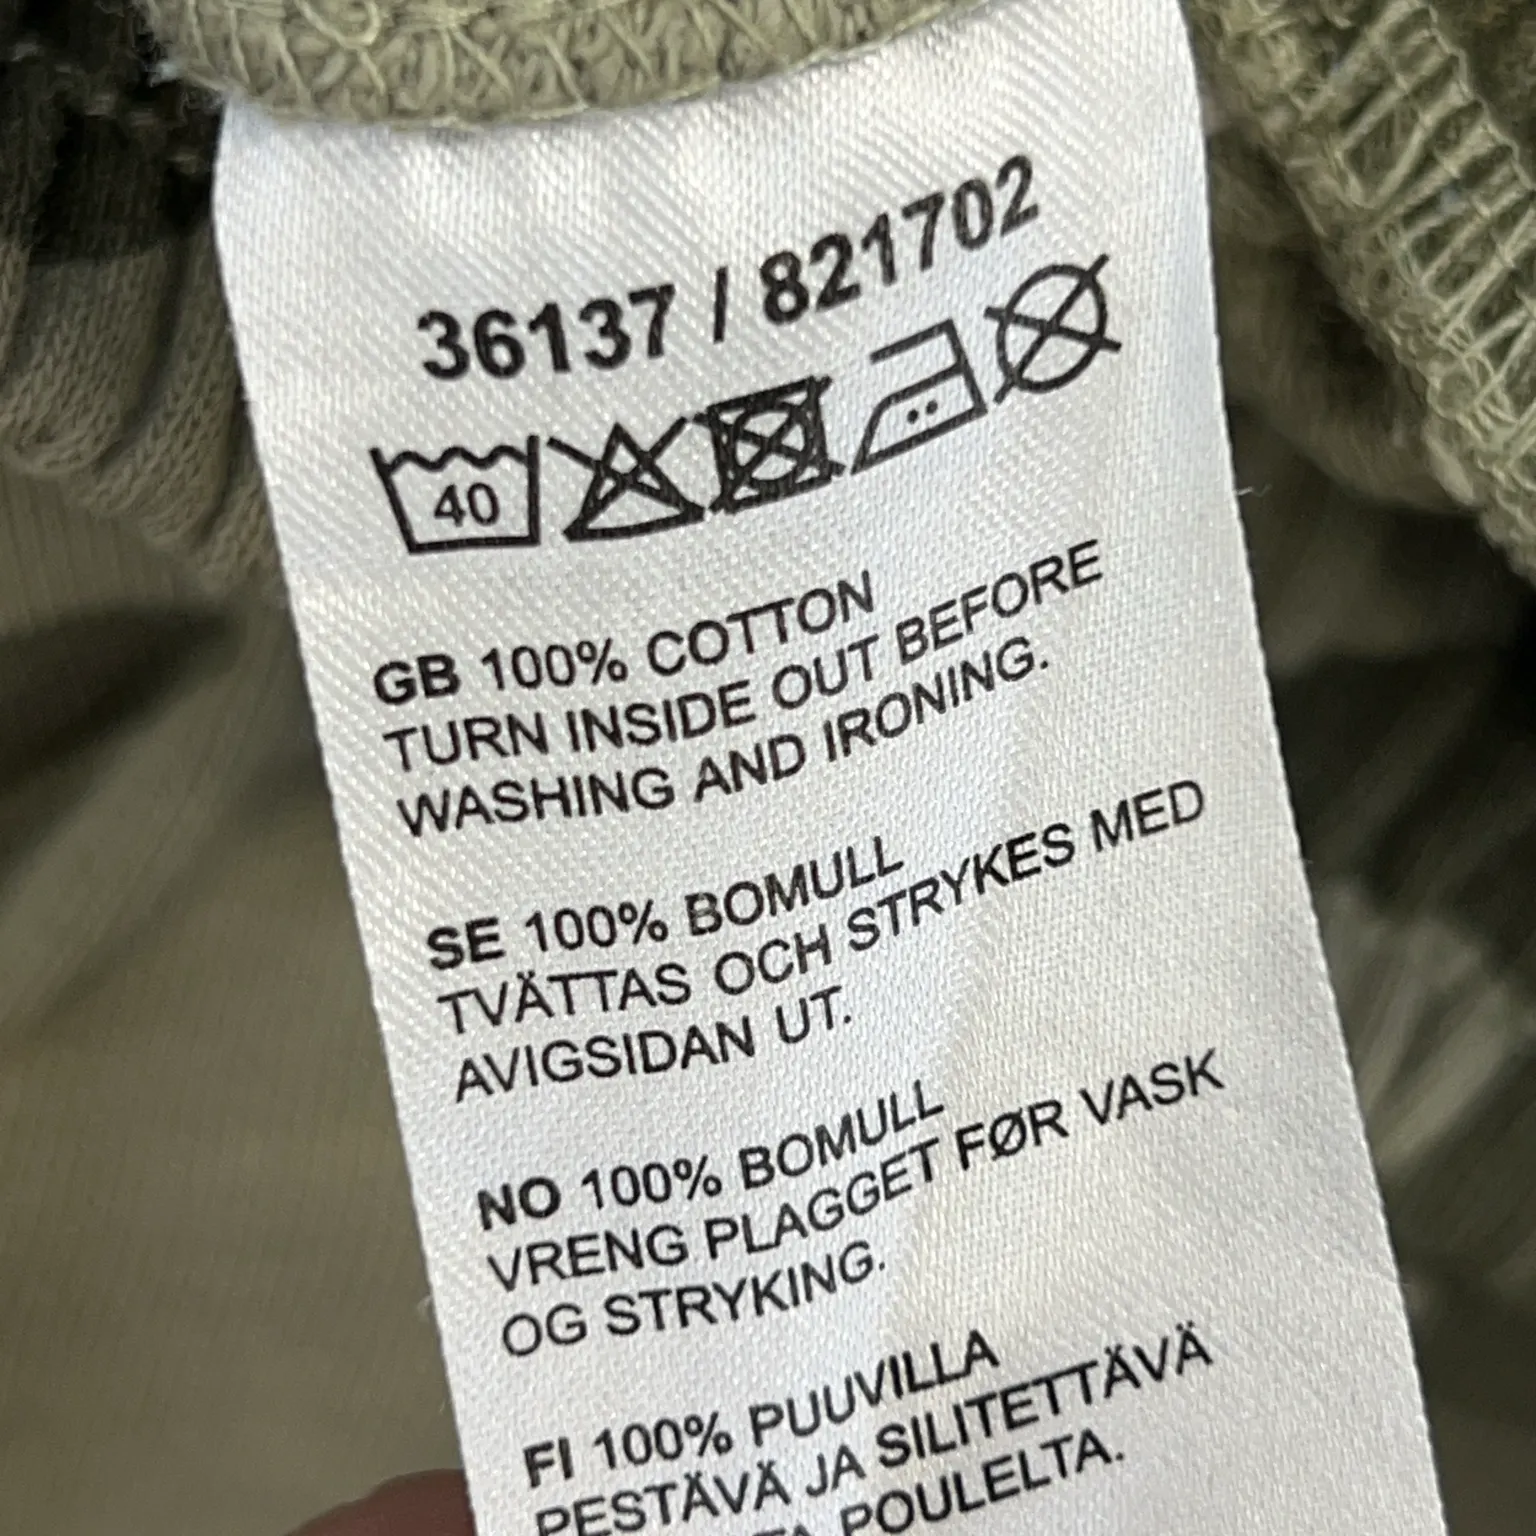 36137 / 821702
40
GB 100% COTTON
TURN INSIDE OUT BEFORE
WASHING AND IRONING.
SE 100% BOMULL
TVÄTTAS OCH STRYKES MED
AVIGSIDAN UT.
NO 100% BOMULL
VRENG PLAGGET FØR VASK
OG STRYKING.
FI 100% PUUVILLA
PESTÄVÄ JA SILITETTÄVÄ
POULELTA.